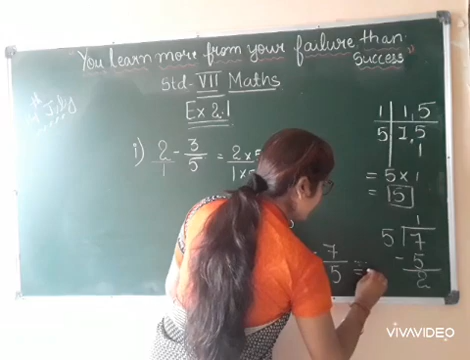 "You learn more from your failure than
Success"
Std- VII Maths
July
Ex 2.1
i) 2/1 - 3/5 = 2×5
1×5
7/5 =
1 | 1, 5
5 | 1, 5
1
= 5 × 1
= 5
1
5 ) 7
- 5
2
VIVAVIDEO